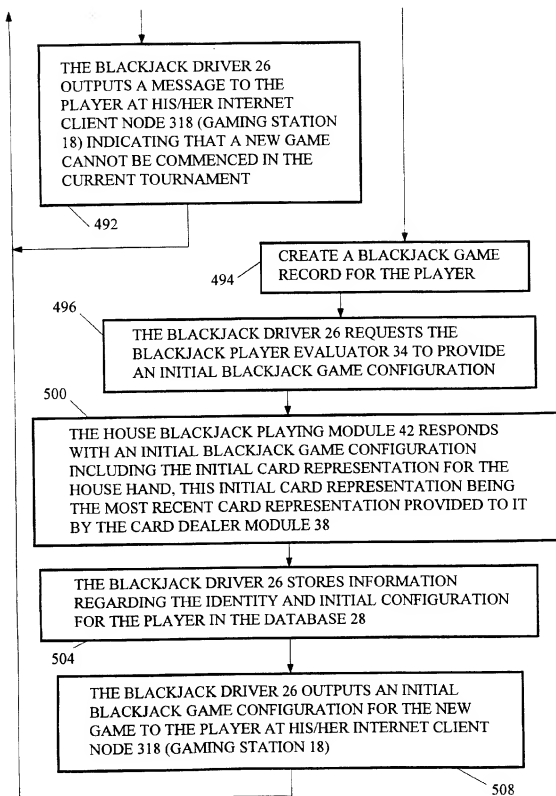 THE BLACKJACK DRIVER 26
OUTPUTS A MESSAGE TO THE
PLAYER AT HIS/HER INTERNET
CLIENT NODE 318 (GAMING STATION
18) INDICATING THAT A NEW GAME
CANNOT BE COMMENCED IN THE
CURRENT TOURNAMENT
492
CREATE A BLACKJACK GAME
RECORD FOR THE PLAYER
494
496
THE BLACKJACK DRIVER 26 REQUESTS THE
BLACKJACK PLAYER EVALUATOR 34 TO PROVIDE
AN INITIAL BLACKJACK GAME CONFIGURATION
500
THE HOUSE BLACKJACK PLAYING MODULE 42 RESPONDS
WITH AN INITIAL BLACKJACK GAME CONFIGURATION
INCLUDING THE INITIAL CARD REPRESENTATION FOR THE
HOUSE HAND, THIS INITIAL CARD REPRESENTATION BEING
THE MOST RECENT CARD REPRESENTATION PROVIDED TO IT
BY THE CARD DEALER MODULE 38
THE BLACKJACK DRIVER 26 STORES INFORMATION
REGARDING THE IDENTITY AND INITIAL CONFIGURATION
FOR THE PLAYER IN THE DATABASE 28
504
THE BLACKJACK DRIVER 26 OUTPUTS AN INITIAL
BLACKJACK GAME CONFIGURATION FOR THE NEW
GAME TO THE PLAYER AT HIS/HER INTERNET CLIENT
NODE 318 (GAMING STATION 18)
508